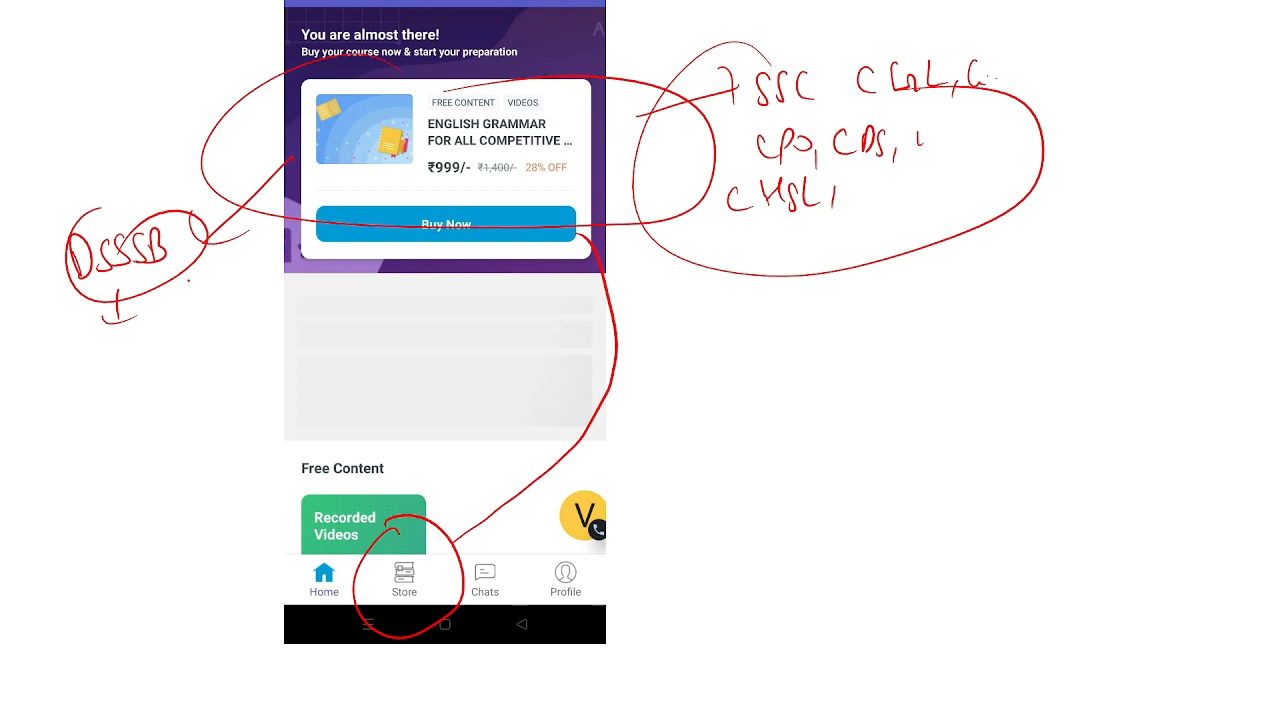 You are almost there!
Buy your course now & start your preparation
FREE CONTENT VIDEOS
ENGLISH GRAMMAR
FOR ALL COMPETITIVE ...
₹999/- ₹1,400/- 28% OFF
Buy Now
SSC CGL,
CPO, CDS,
CHSL,
DSSSB
Free Content
Recorded
Videos
V
Home Store Chats Profile